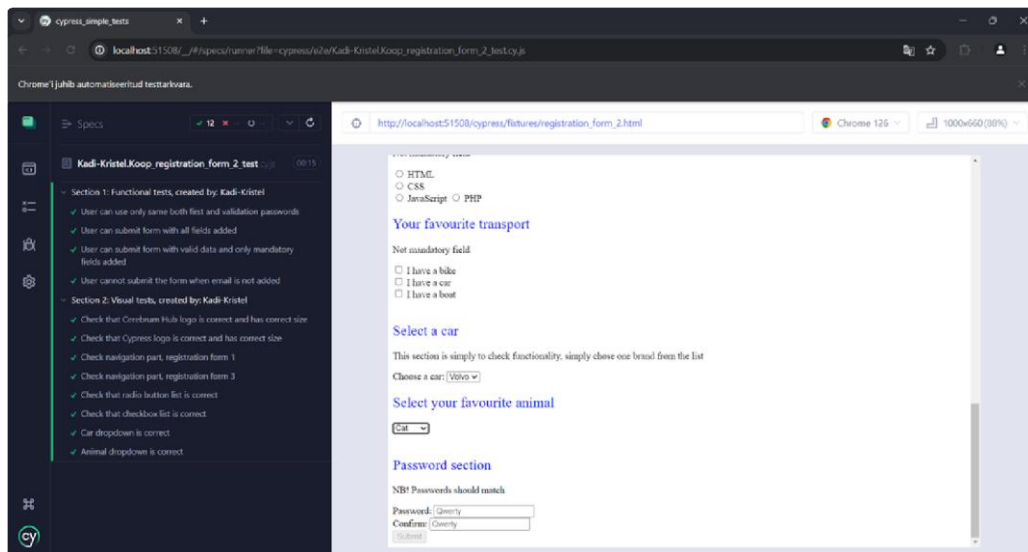 cypress_simple_tests
localhost:51508/__/#/specs/runner?file=cypress/e2e/Kadi-Kristel.Koop_registration_form_2_test.cy.js
Chrome'i juhib automatiseeritud testtarkvara.
Specs
12
Kadi-Kristel.Koop_registration_form_2_test .cy.js 00:15
Section 1: Functional tests, created by: Kadi-Kristel
User can use only same both first and validation passwords
User can submit form with all fields added
User can submit form with valid data and only mandatory
fields added
User cannot submit the form when email is not added
Section 2: Visual tests, created by: Kadi-Kristel
Check that Cerebrum Hub logo is correct and has correct size
Check that Cypress logo is correct and has correct size
Check navigation part, registration form 1
Check navigation part, registration form 3
Check that radio button list is correct
Check that checkbox list is correct
Car dropdown is correct
Animal dropdown is correct
cy
http://localhost:51508/cypress/fixtures/registration_form_2.html
Chrome 126
1000x660 (88%)
Not mandatory field
HTML
CSS
JavaScript PHP
Your favourite transport
Not mandatory field
I have a bike
I have a car
I have a boat
Select a car
This section is simply to check functionality, simply chose one brand from the list
Choose a car: Volvo
Select your favourite animal
Cat
Password section
NB! Passwords should match
Password: Qwerty
Confirm: Qwerty
Submit